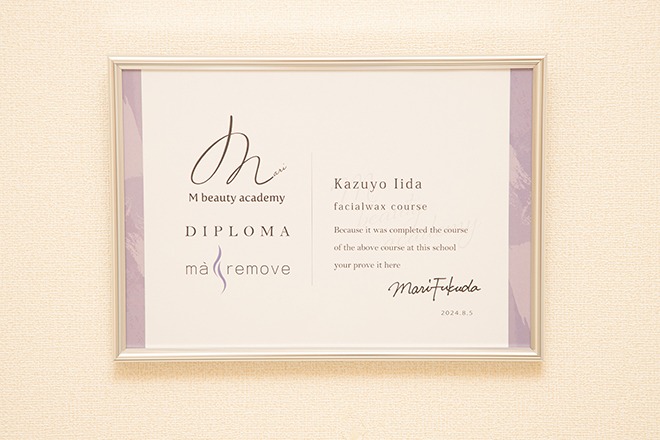 M
ari
M beauty academy
DIPLOMA
mà remove
Kazuyo Iida
facialwax course
Because it was completed the course
of the above course at this school
your prove it here
Mari Fukuda
2024.8.5